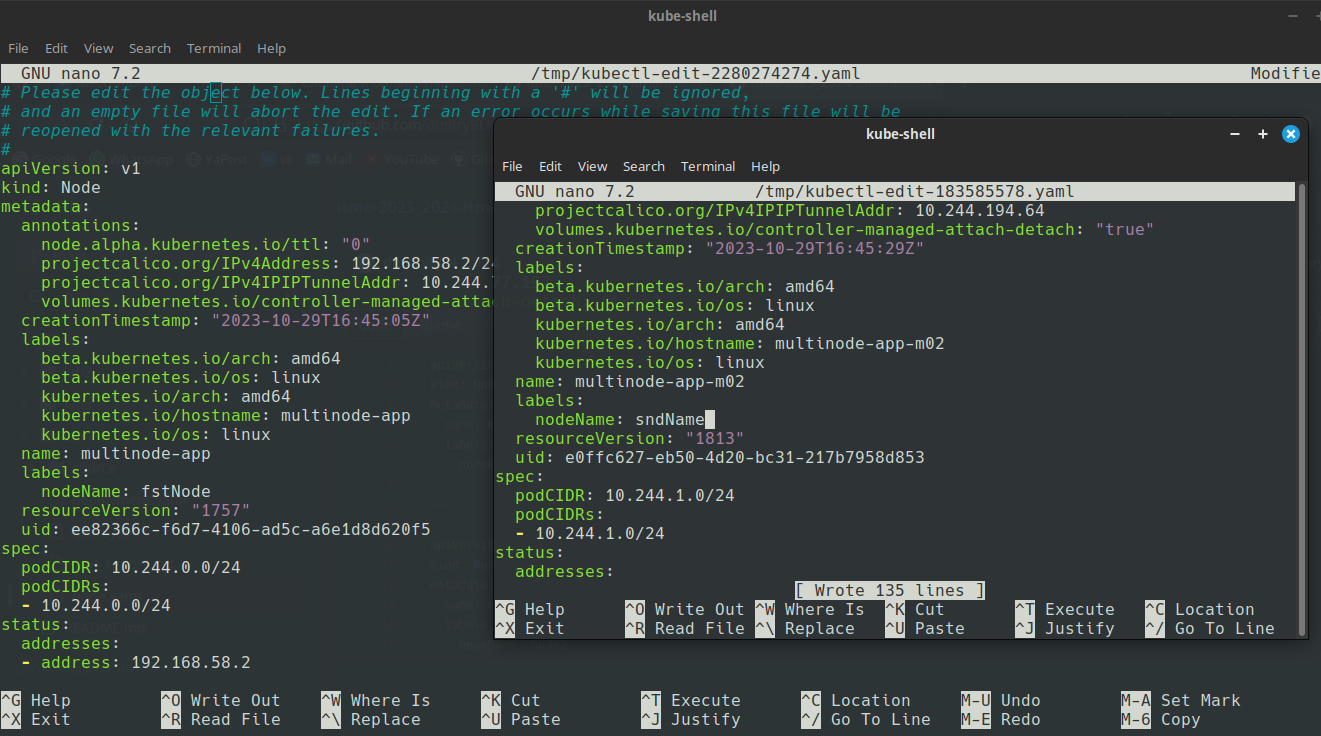 kube-shell
File Edit View Search Terminal Help
GNU nano 7.2 /tmp/kubectl-edit-2280274274.yaml Modifie
# Please edit the object below. Lines beginning with a '#' will be ignored,
# and an empty file will abort the edit. If an error occurs while saving this file will be
# reopened with the relevant failures.
#
apiVersion: v1
kind: Node
metadata:
  annotations:
    node.alpha.kubernetes.io/ttl: "0"
    projectcalico.org/IPv4Address: 192.168.58.2/24
    projectcalico.org/IPv4IPIPTunnelAddr: 10.244.
    volumes.kubernetes.io/controller-managed-atta
  creationTimestamp: "2023-10-29T16:45:05Z"
  labels:
    beta.kubernetes.io/arch: amd64
    beta.kubernetes.io/os: linux
    kubernetes.io/arch: amd64
    kubernetes.io/hostname: multinode-app
    kubernetes.io/os: linux
  name: multinode-app
  labels:
    nodeName: fstNode
  resourceVersion: "1757"
  uid: ee82366c-f6d7-4106-ad5c-a6e1d8d620f5
spec:
  podCIDR: 10.244.0.0/24
  podCIDRs:
  - 10.244.0.0/24
status:
  addresses:
  - address: 192.168.58.2
^G Help ^O Write Out ^W Where Is ^K Cut ^T Execute ^C Location M-U Undo M-A Set Mark
^X Exit ^R Read File ^\ Replace ^U Paste ^J Justify ^/ Go To Line M-E Redo M-6 Copy
kube-shell
File Edit View Search Terminal Help
GNU nano 7.2 /tmp/kubectl-edit-183585578.yaml
    projectcalico.org/IPv4IPIPTunnelAddr: 10.244.194.64
    volumes.kubernetes.io/controller-managed-attach-detach: "true"
  creationTimestamp: "2023-10-29T16:45:29Z"
  labels:
    beta.kubernetes.io/arch: amd64
    beta.kubernetes.io/os: linux
    kubernetes.io/arch: amd64
    kubernetes.io/hostname: multinode-app-m02
    kubernetes.io/os: linux
  name: multinode-app-m02
  labels:
    nodeName: sndName
  resourceVersion: "1813"
  uid: e0ffc627-eb50-4d20-bc31-217b7958d853
spec:
  podCIDR: 10.244.1.0/24
  podCIDRs:
  - 10.244.1.0/24
status:
  addresses:
[ Wrote 135 lines ]
^G Help ^O Write Out ^W Where Is ^K Cut ^T Execute ^C Location
^X Exit ^R Read File ^\ Replace ^U Paste ^J Justify ^/ Go To Line